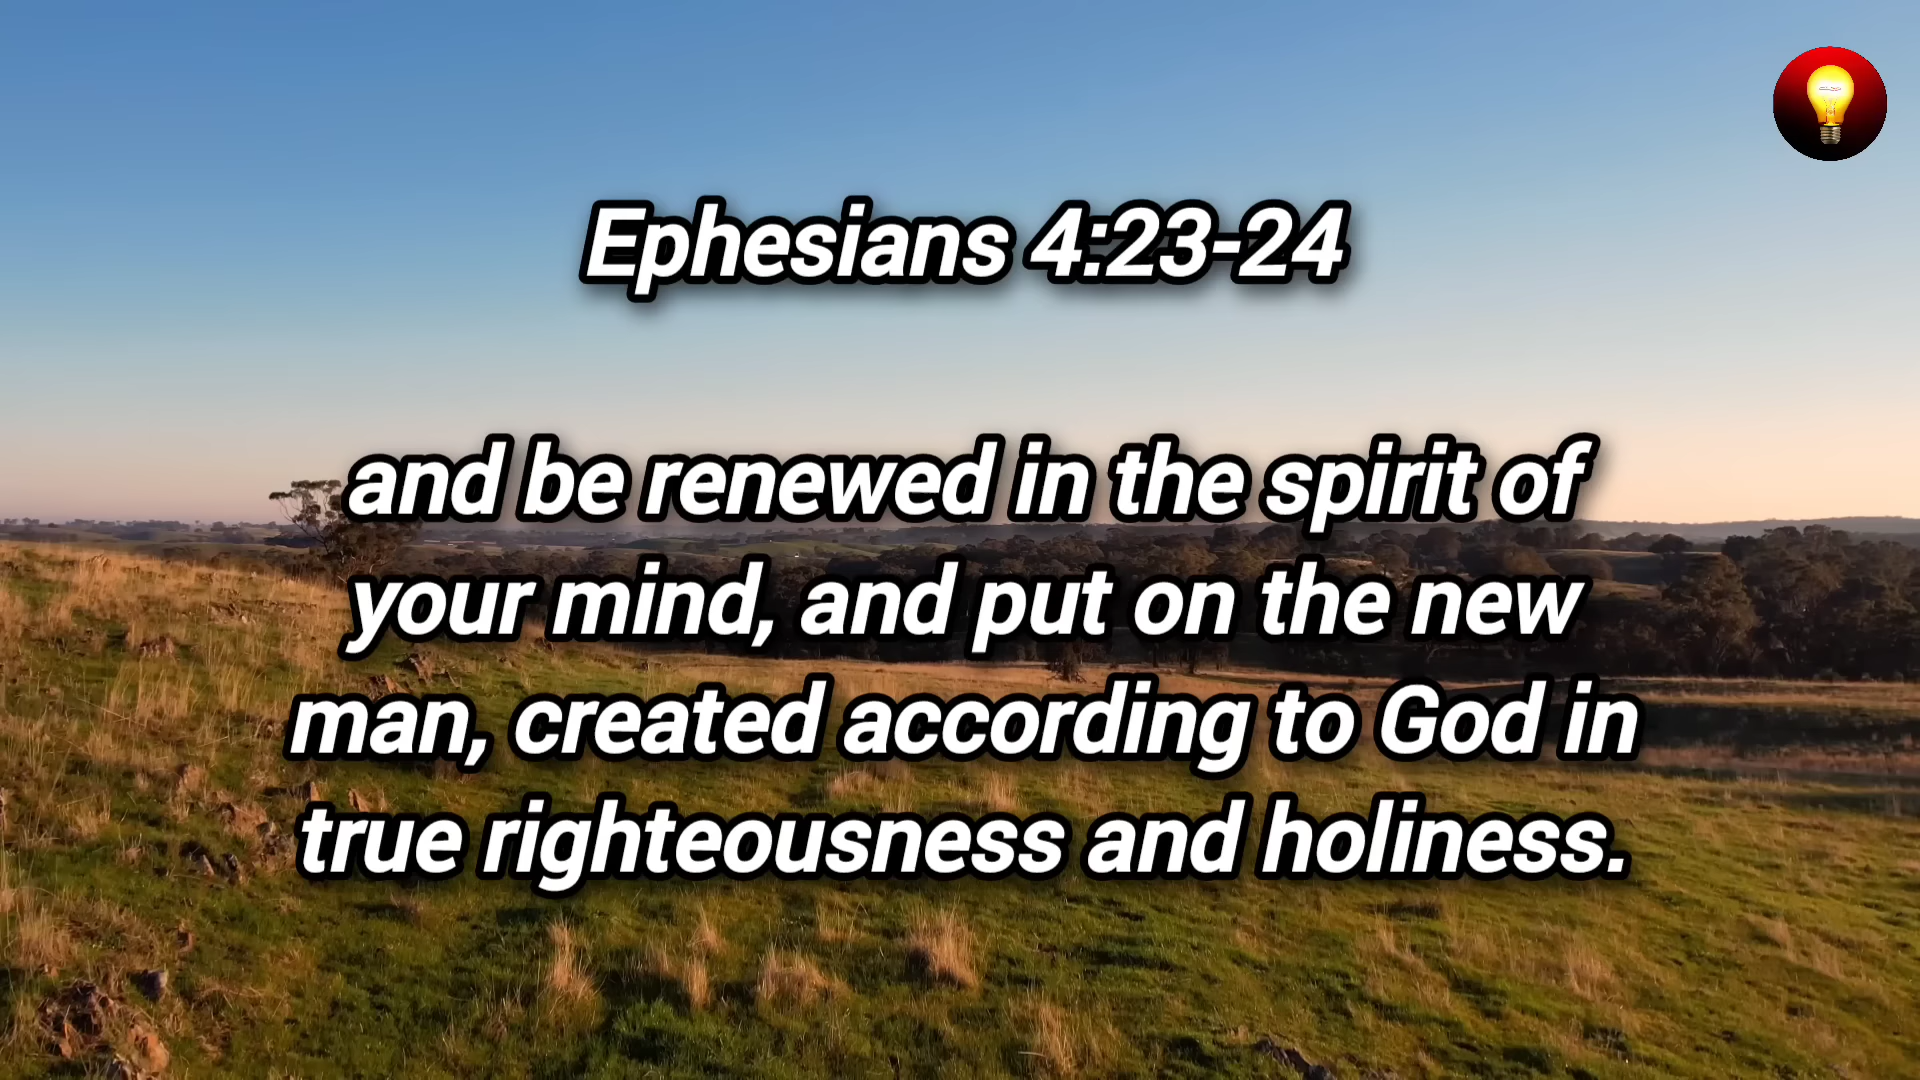 Ephesians 4:23-24
and be renewed in the spirit of
your mind, and put on the new
man, created according to God in
true righteousness and holiness.